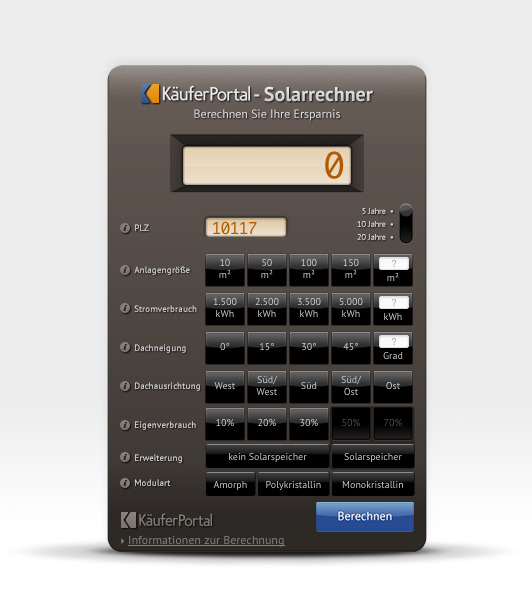 KäuferPortal - Solarrechner
Berechnen Sie Ihre Ersparnis
0
5 Jahre •
10 Jahre •
20 Jahre •
PLZ 10117
Anlagengröße 10 m² 50 m² 100 m² 150 m² ? m²
Stromverbrauch 1.500 kWh 2.500 kWh 3.500 kWh 5.000 kWh ? kWh
Dachneigung 0° 15° 30° 45° ? Grad
Dachausrichtung West Süd/West Süd Süd/Ost Ost
Eigenverbrauch 10% 20% 30% 50% 70%
Erweiterung kein Solarspeicher Solarspeicher
Modulart Amorph Polykristallin Monokristallin
KäuferPortal Berechnen
Informationen zur Berechnung